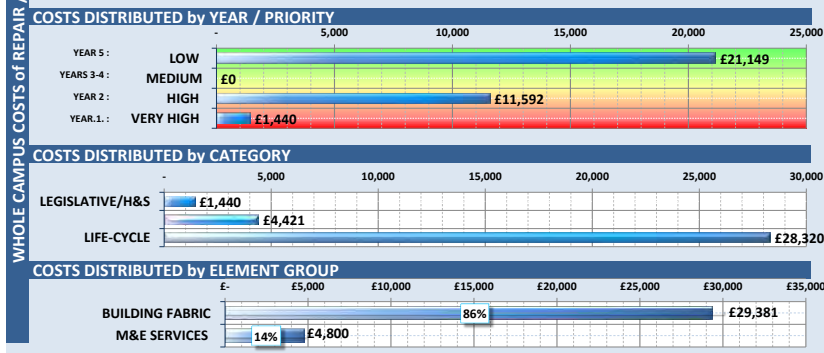 WHOLE CAMPUS COSTS of REPAIR /
COSTS DISTRIBUTED by YEAR / PRIORITY
- 5,000 10,000 15,000 20,000 25,000
YEAR 5 : LOW £21,149
YEARS 3-4 : MEDIUM £0
YEAR 2 : HIGH £11,592
YEAR.1. : VERY HIGH £1,440
COSTS DISTRIBUTED by CATEGORY
- 5,000 10,000 15,000 20,000 25,000 30,000
LEGISLATIVE/H&S £1,440
£4,421
LIFE-CYCLE £28,320
COSTS DISTRIBUTED by ELEMENT GROUP
£- £5,000 £10,000 £15,000 £20,000 £25,000 £30,000 £35,000
BUILDING FABRIC 86% £29,381
M&E SERVICES 14% £4,800